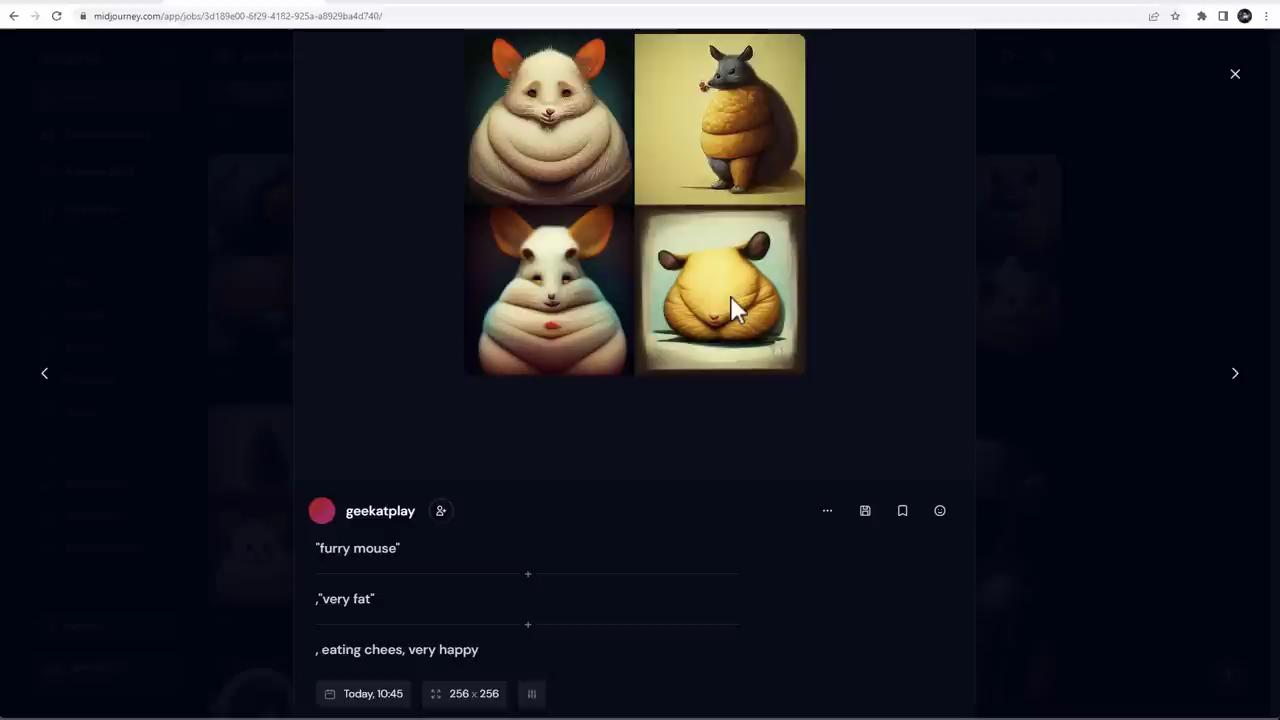 midjourney.com/app/jobs/3d189e00-6f29-4182-925a-a8929ba4d740/
geekatplay
"furry mouse"
+
,"very fat"
+
, eating chees, very happy
Today, 10:45
256 x 256